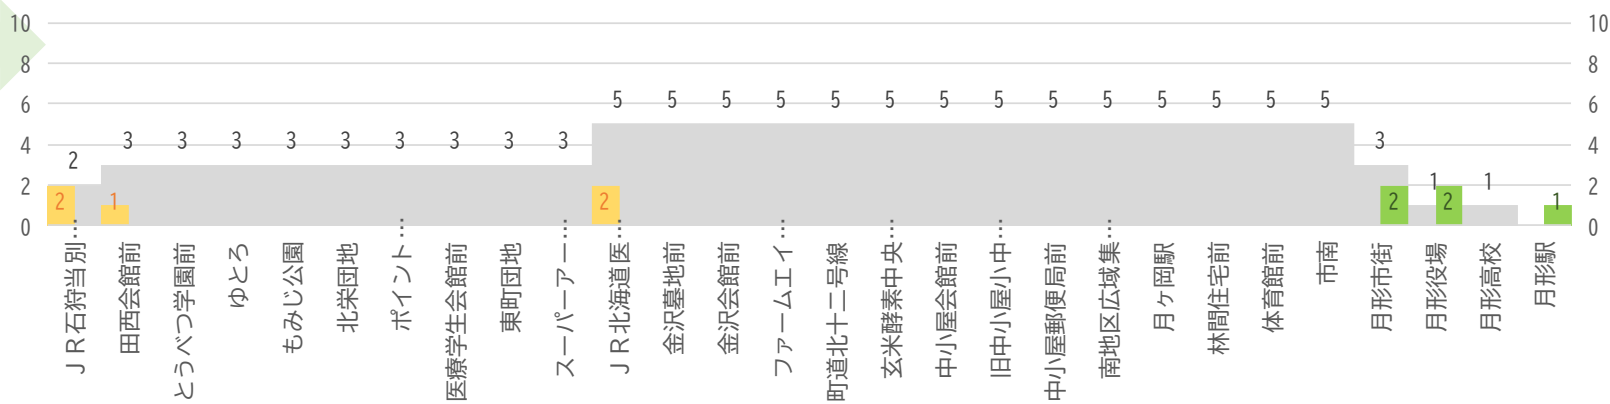 10
8
6
4
2
0
10
8
6
4
2
0
2
3
3
3
3
3
3
3
3
3
5
5
5
5
5
5
5
5
5
5
5
5
5
5
3
1
1
2
1
2
2
2
1
ＪＲ石狩当別…
田西会館前
とうべつ学園前
ゆとろ
もみじ公園
北栄団地
ポイント…
医療学生会館前
東町団地
スーパーアー…
ＪＲ北海道医…
金沢墓地前
金沢会館前
ファームエイ…
町道北十二号線
玄米酵素中央…
中小屋会館前
旧中小屋小中…
中小屋郵便局前
南地区広域集…
月ヶ岡駅
林間住宅前
体育館前
市南
月形市街
月形役場
月形高校
月形駅